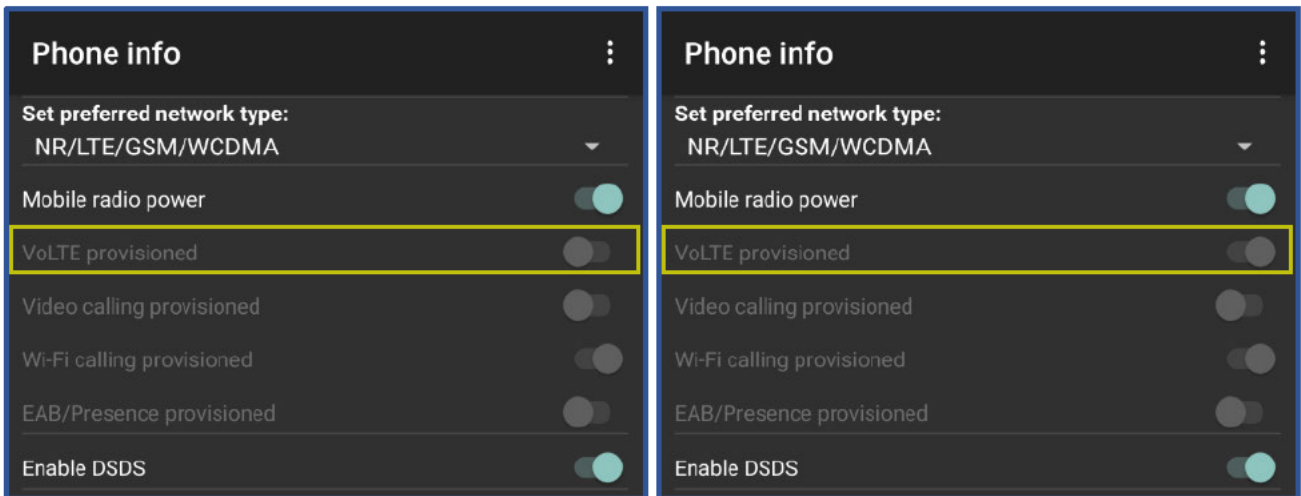 Phone info
Set preferred network type:
NR/LTE/GSM/WCDMA
Mobile radio power
VoLTE provisioned
Video calling provisioned
Wi-Fi calling provisioned
EAB/Presence provisioned
Enable DSDS
Phone info
Set preferred network type:
NR/LTE/GSM/WCDMA
Mobile radio power
VoLTE provisioned
Video calling provisioned
Wi-Fi calling provisioned
EAB/Presence provisioned
Enable DSDS